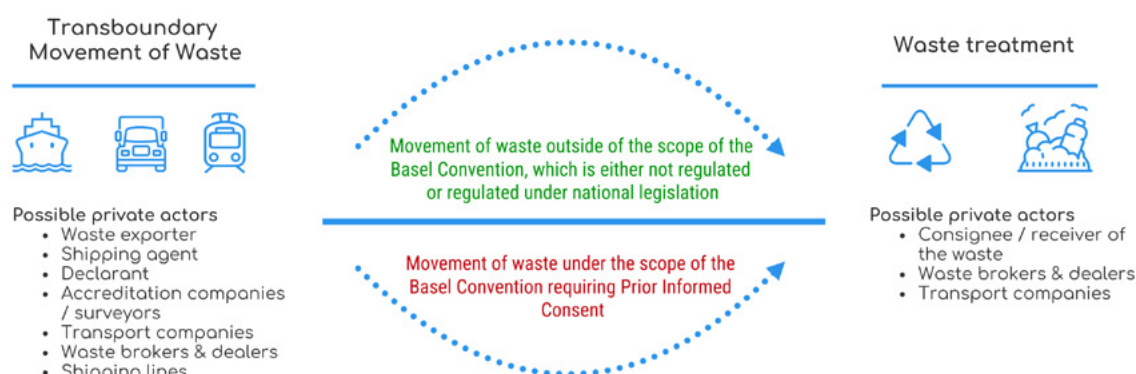 Transboundary
Movement of Waste
Possible private actors
• Waste exporter
• Shipping agent
• Declarant
• Accreditation companies
/ surveyors
• Transport companies
• Waste brokers & dealers
• Shipping lines
Movement of waste outside of the scope of the
Basel Convention, which is either not regulated
or regulated under national legislation
Movement of waste under the scope of the
Basel Convention requiring Prior Informed
Consent
Waste treatment
Possible private actors
• Consignee / receiver of
the waste
• Waste brokers & dealers
• Transport companies